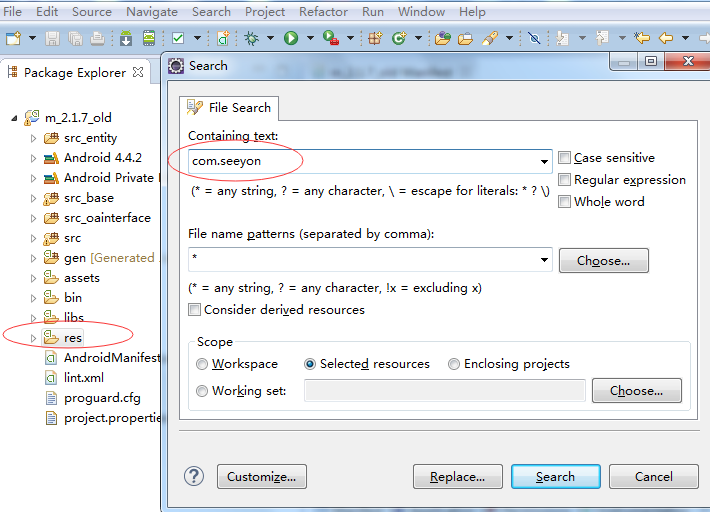 File Edit Source Navigate Search Project Refactor Run Window Help
Package Explorer
m_2.1.7_old
src_entity
Android 4.4.2
Android Private
src_base
src_oainterface
src
gen [Generated
assets
bin
libs
res
AndroidManifest
lint.xml
proguard.cfg
project.propertie
Search
File Search
Containing text:
com.seeyon
Case sensitive
Regular expression
Whole word
(* = any string, ? = any character, \ = escape for literals: * ? \)
File name patterns (separated by comma):
*
Choose...
(* = any string, ? = any character, !x = excluding x)
Consider derived resources
Scope
Workspace
Selected resources
Enclosing projects
Working set:
Choose...
?
Customize...
Replace...
Search
Cancel